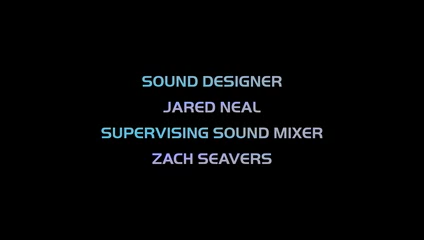 SOUND DESIGNER
JARED NEAL
SUPERVISING SOUND MIXER
ZACH SEAVERS